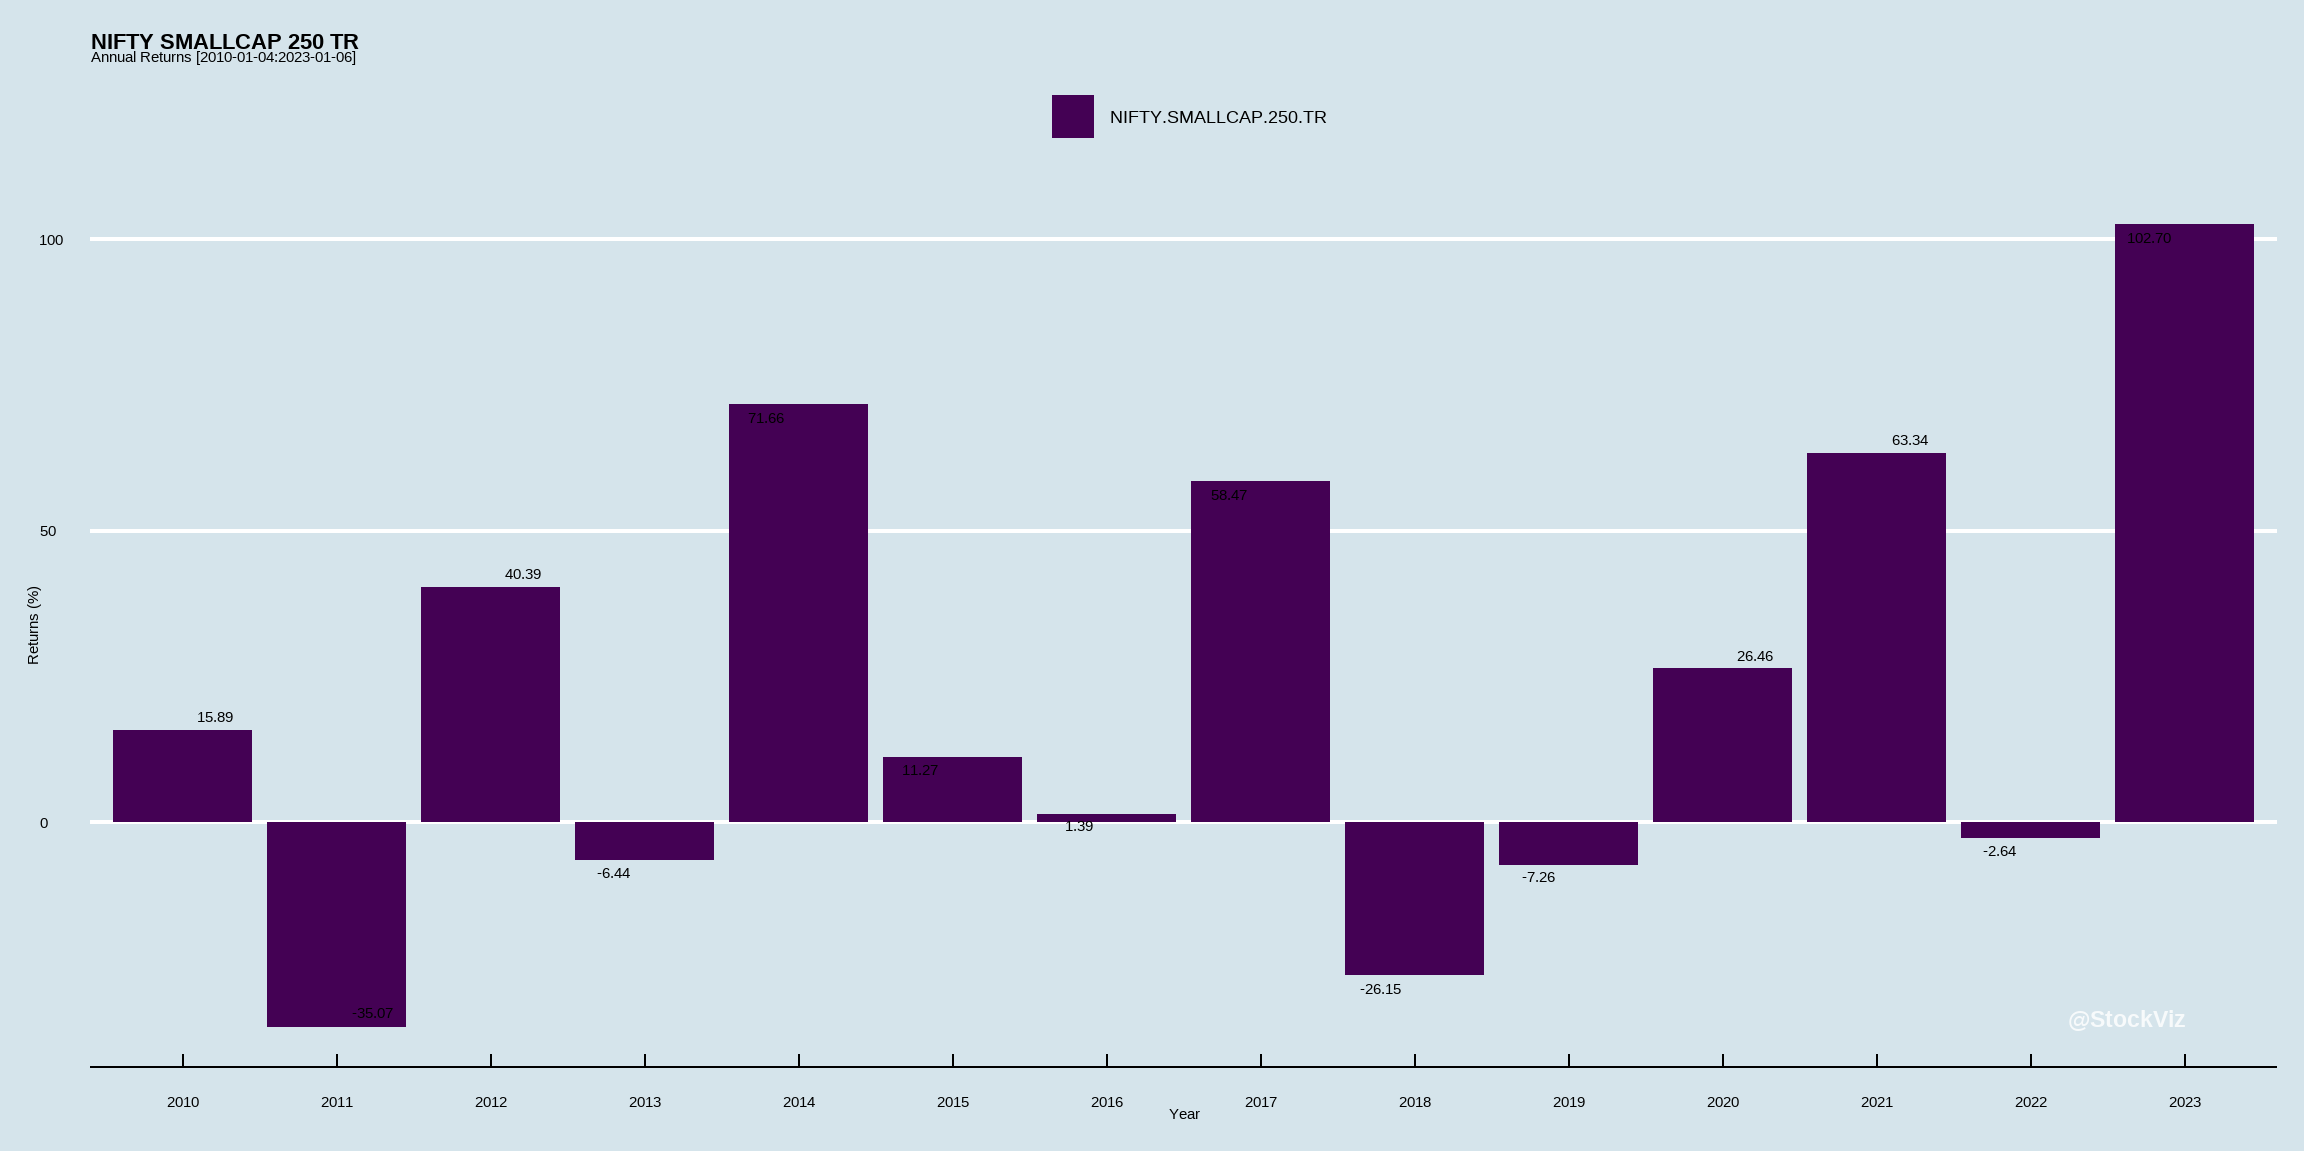 NIFTY SMALLCAP 250 TR
Annual Returns [2010-01-04:2023-01-06]
NIFTY.SMALLCAP.250.TR
100
50
0
Returns (%)
15.89
-35.07
40.39
-6.44
71.66
11.27
1.39
58.47
-26.15
-7.26
26.46
63.34
-2.64
102.70
@StockViz
2010 2011 2012 2013 2014 2015 2016 2017 2018 2019 2020 2021 2022 2023
Year